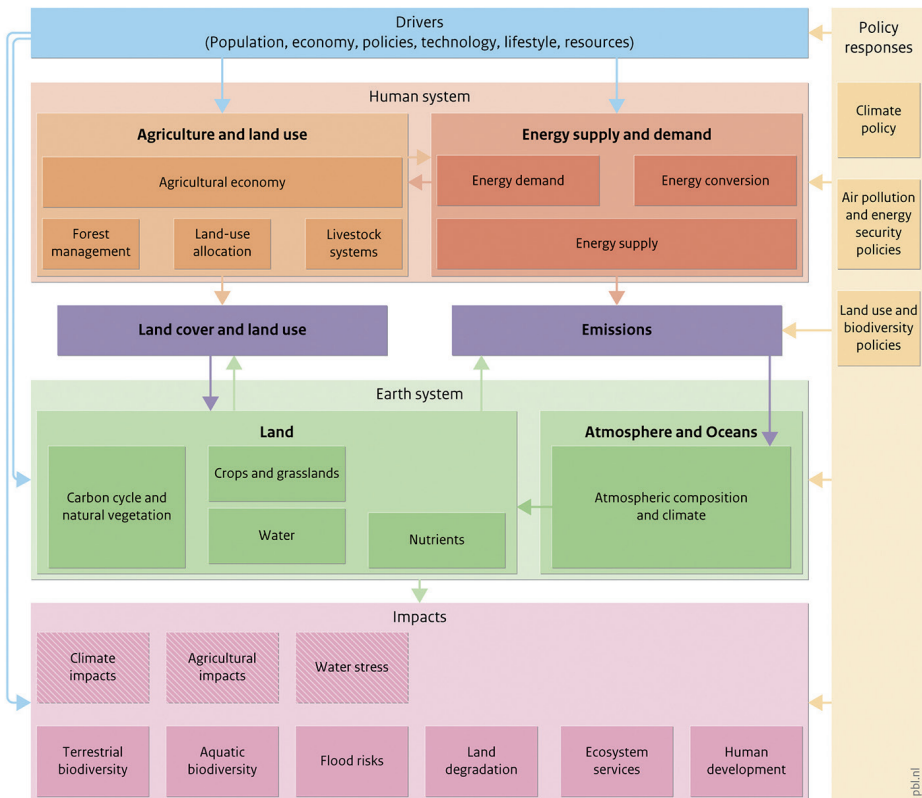 Drivers
(Population, economy, policies, technology, lifestyle, resources)
Policy
responses
Human system
Climate
policy
Agriculture and land use
Energy supply and demand
Agricultural economy
Energy demand
Energy conversion
Air pollution
and energy
security
policies
Forest
management
Land-use
allocation
Livestock
systems
Energy supply
Land cover and land use
Emissions
Land use and
biodiversity
policies
Earth system
Land
Atmosphere and Oceans
Carbon cycle and
natural vegetation
Crops and grasslands
Water
Nutrients
Atmospheric composition
and climate
Impacts
Climate
impacts
Agricultural
impacts
Water stress
Terrestrial
biodiversity
Aquatic
biodiversity
Flood risks
Land
degradation
Ecosystem
services
Human
development
pbl.nl